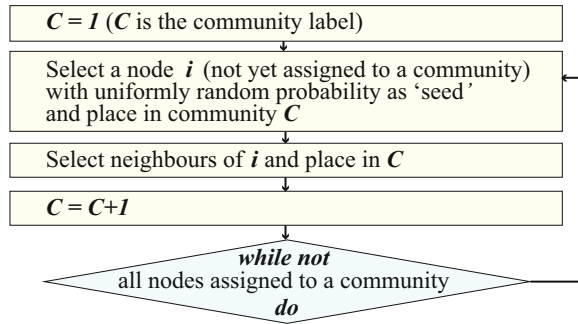 C = 1 (C is the community label)
Select a node i (not yet assigned to a community)
with uniformly random probability as ‘seed’
and place in community C
Select neighbours of i and place in C
C = C+1
while not
all nodes assigned to a community
do